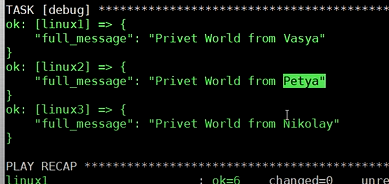 TASK [debug] ****************************************
ok: [linux1] => {
"full_message": "Privet World from Vasya"
}
ok: [linux2] => {
"full_message": "Privet World from Petya"
}
ok: [linux3] => {
"full_message": "Privet World from Nikolay"
}
PLAY RECAP ******************************************
linux1 : ok=6 changed=0 unre